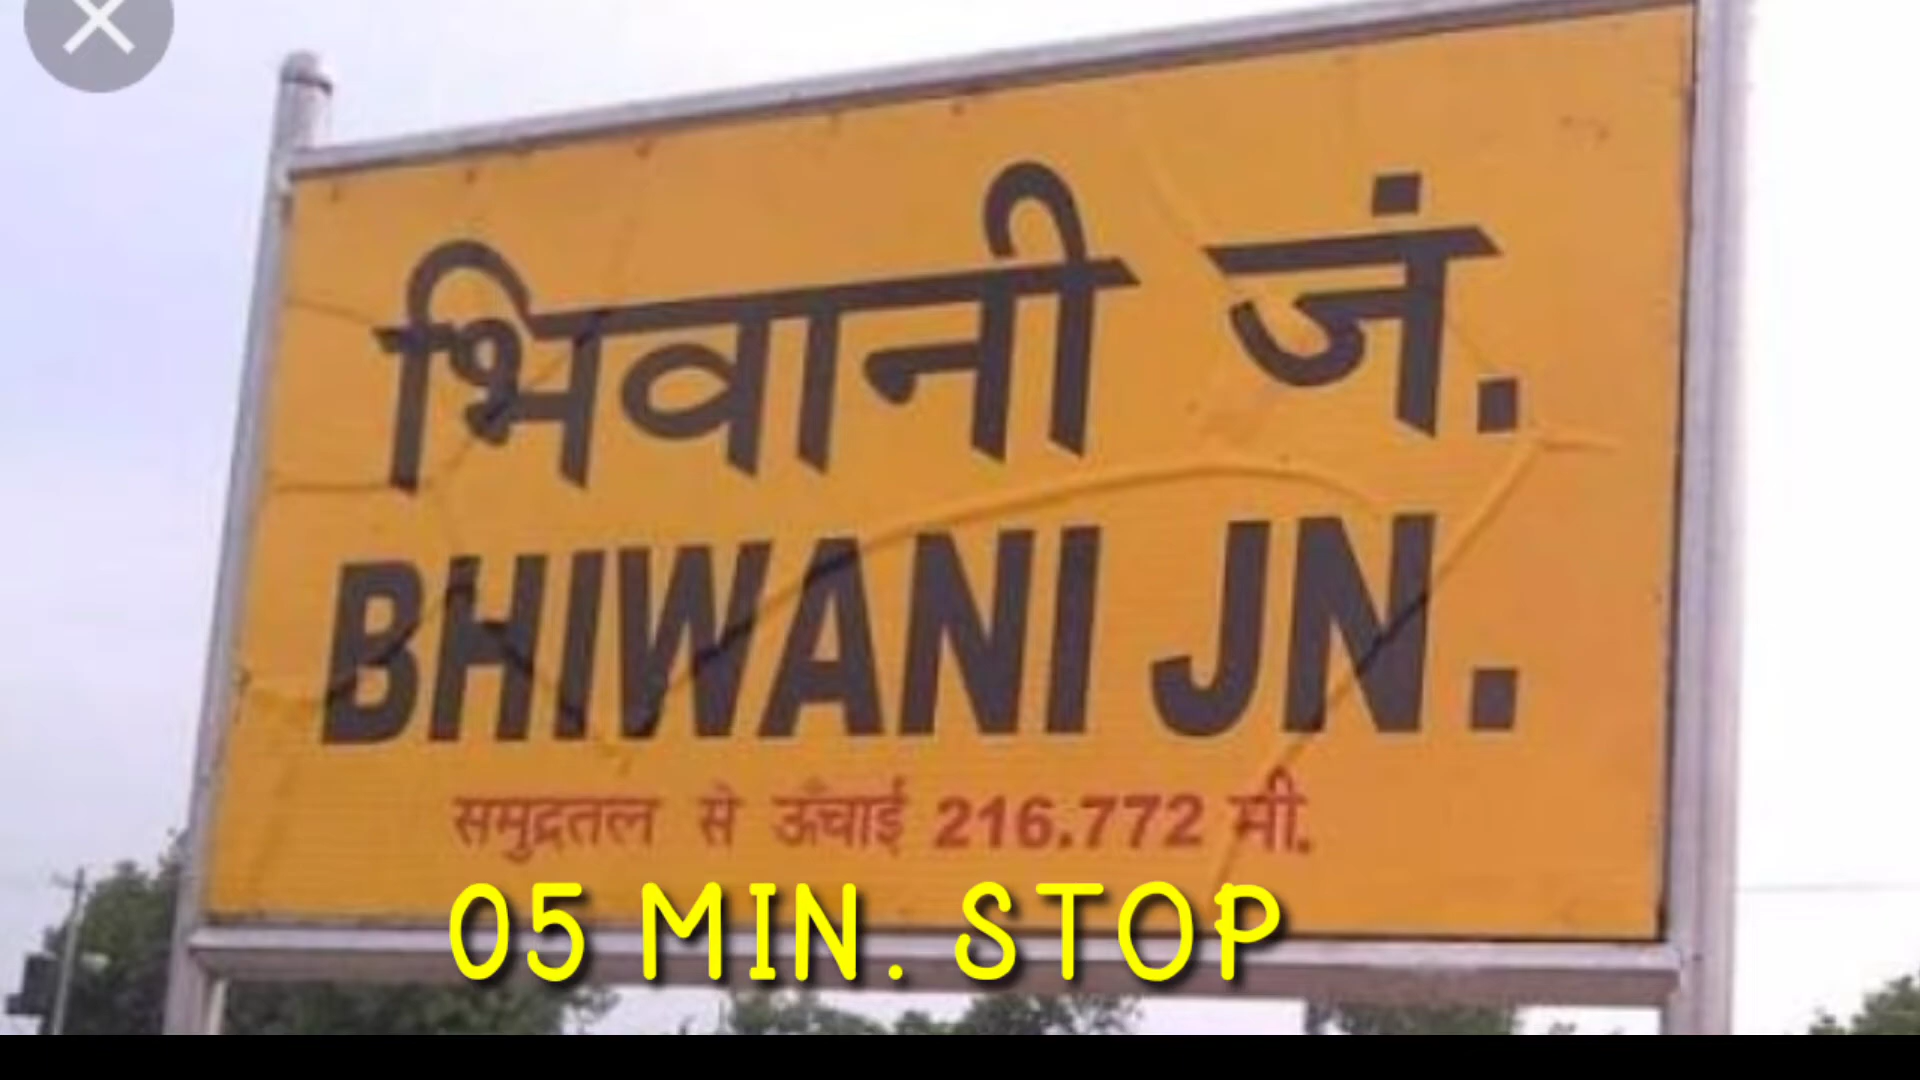 भिवानी जं.
BHIWANI JN.
समुद्रतल से ऊँचाई 216.772 मी.
05 MIN. STOP